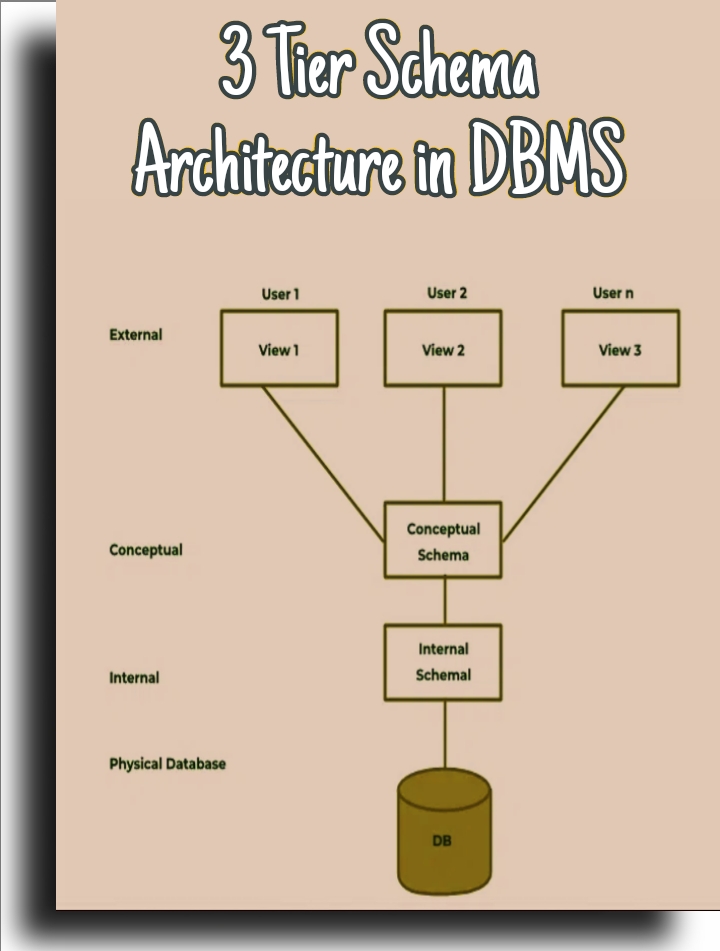 3 Tier Schema
Architecture in DBMS
User 1
User 2
User n
External
View 1
View 2
View 3
Conceptual
Schema
Conceptual
Internal
Schemal
Internal
Physical Database
DB